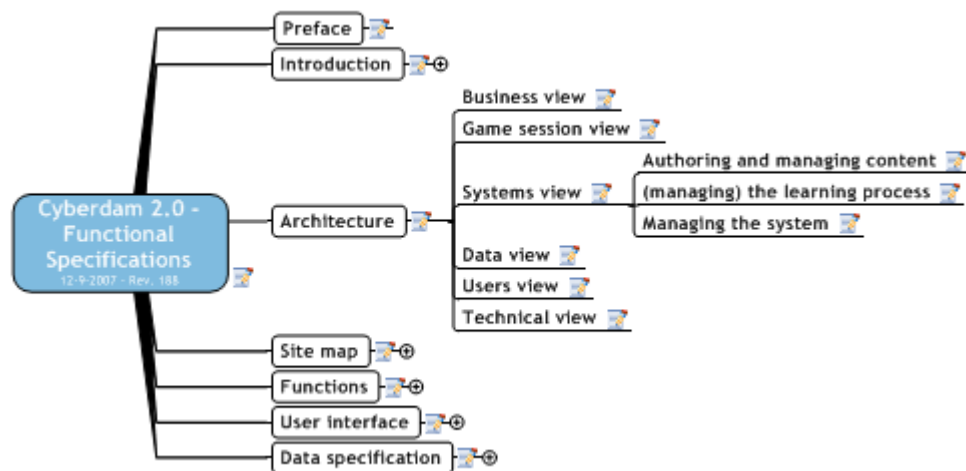 Preface
Introduction
Business view
Game session view
Authoring and managing content
Systems view
(managing) the learning process
Managing the system
Cyberdam 2.0 -
Functional
Specifications
12-9-2007 - Rev. 188
Architecture
Data view
Users view
Technical view
Site map
Functions
User interface
Data specification